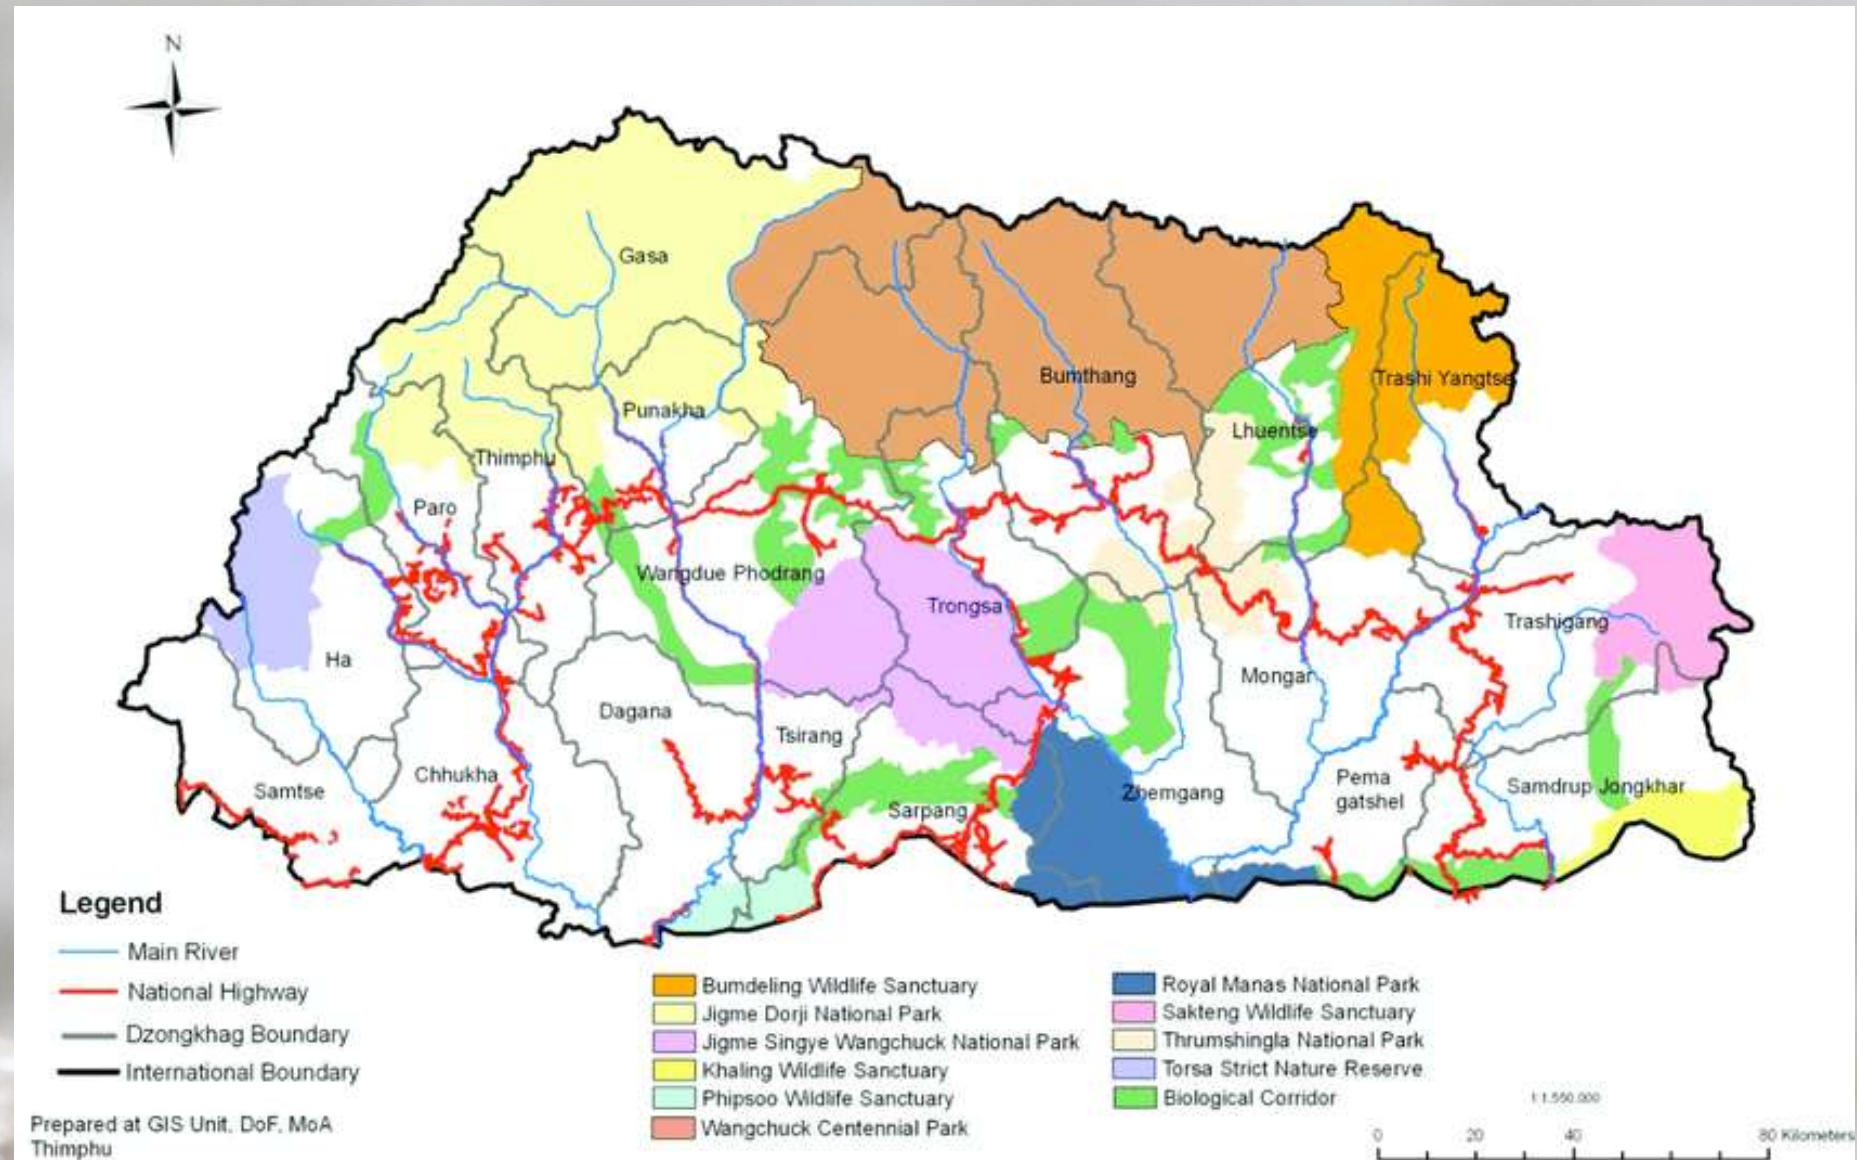 N
Gasa
Bumthang
Trashi Yangtse
Punakha
Lhuentse
Thimphu
Paro
Wangdue Phodrang
Trongsa
Trashigang
Ha
Mongar
Dagana
Tsirang
Chhukha
Samtse
Sarpang
Zhemgang
Pema
gatshel
Samdrup Jongkhar
Legend
Main River
National Highway
Dzongkhag Boundary
International Boundary
Prepared at GIS Unit, DoF, MoA
Thimphu
Bumdeling Wildlife Sanctuary
Jigme Dorji National Park
Jigme Singye Wangchuck National Park
Khaling Wildlife Sanctuary
Phipsoo Wildlife Sanctuary
Wangchuck Centennial Park
Royal Manas National Park
Sakteng Wildlife Sanctuary
Thrumshingla National Park
Torsa Strict Nature Reserve
Biological Corridor
1:1,550,000
0 20 40 80 Kilometers